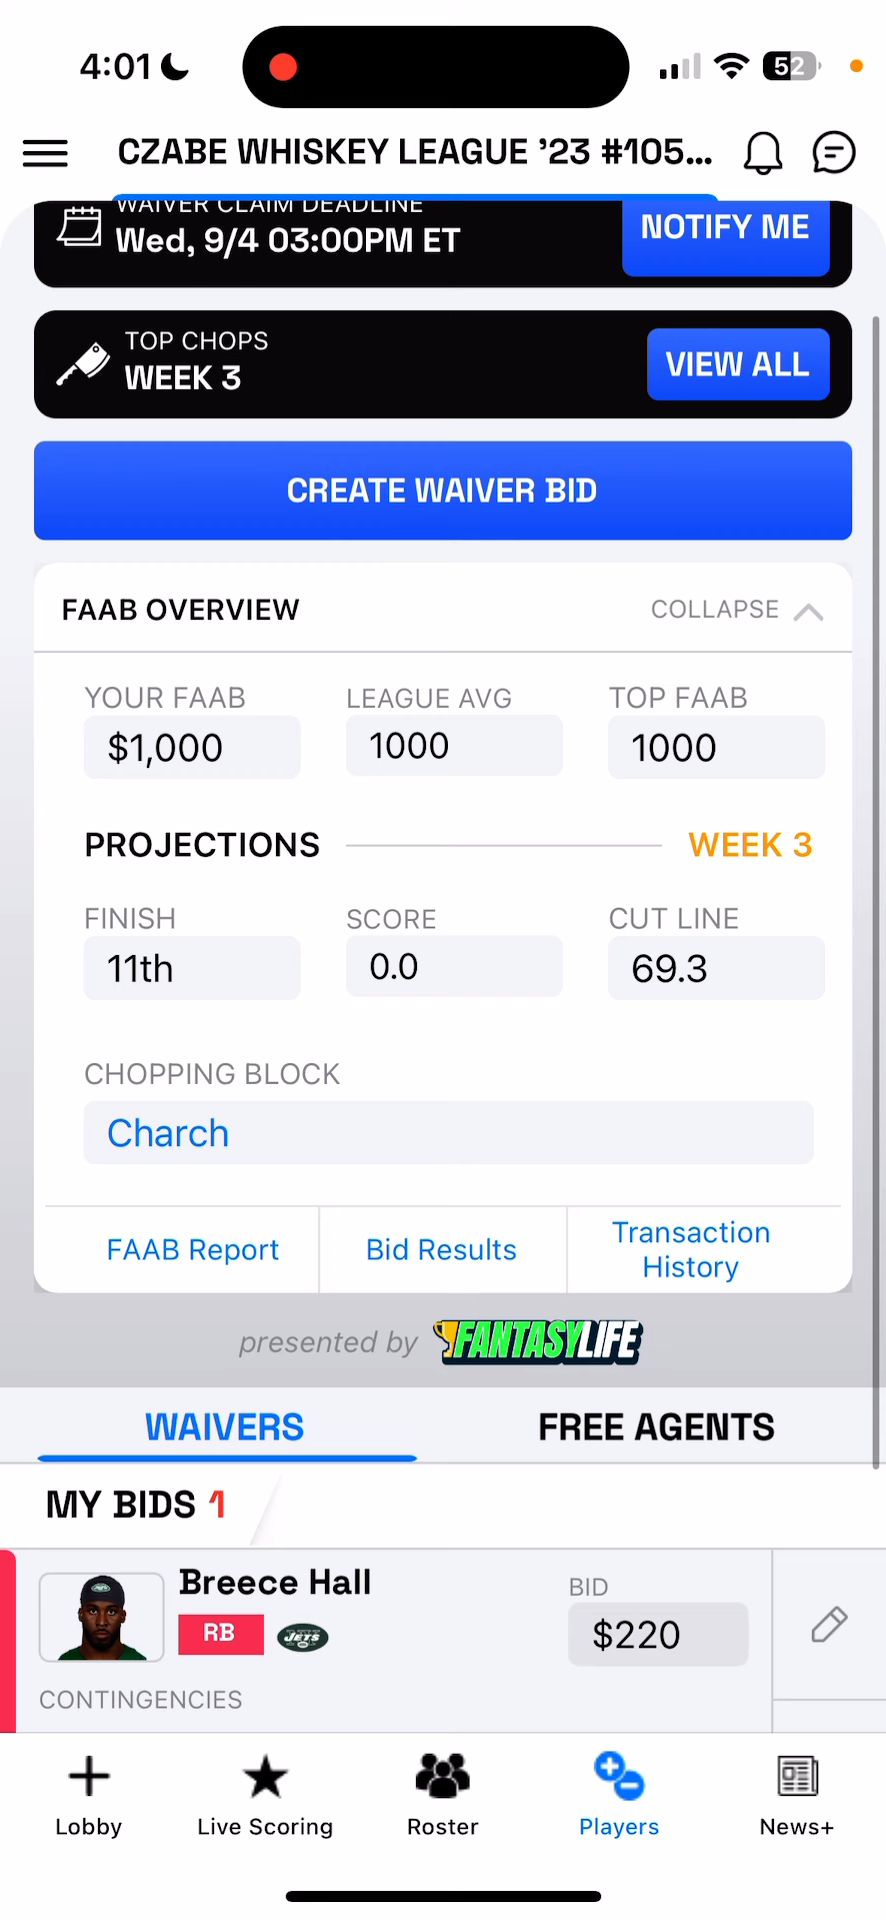 4:01
52
CZABE WHISKEY LEAGUE ’23 #105...
WAIVER CLAIM DEADLINE
Wed, 9/4 03:00PM ET
NOTIFY ME
TOP CHOPS
WEEK 3
VIEW ALL
CREATE WAIVER BID
FAAB OVERVIEW
COLLAPSE
YOUR FAAB
LEAGUE AVG
TOP FAAB
$1,000
1000
1000
PROJECTIONS
WEEK 3
FINISH
SCORE
CUT LINE
11th
0.0
69.3
CHOPPING BLOCK
Charch
FAAB Report
Bid Results
Transaction
History
presented by
FANTASYLIFE
WAIVERS
FREE AGENTS
MY BIDS 1
Breece Hall
RB
JETS
BID
$220
CONTINGENCIES
Lobby
Live Scoring
Roster
Players
News+